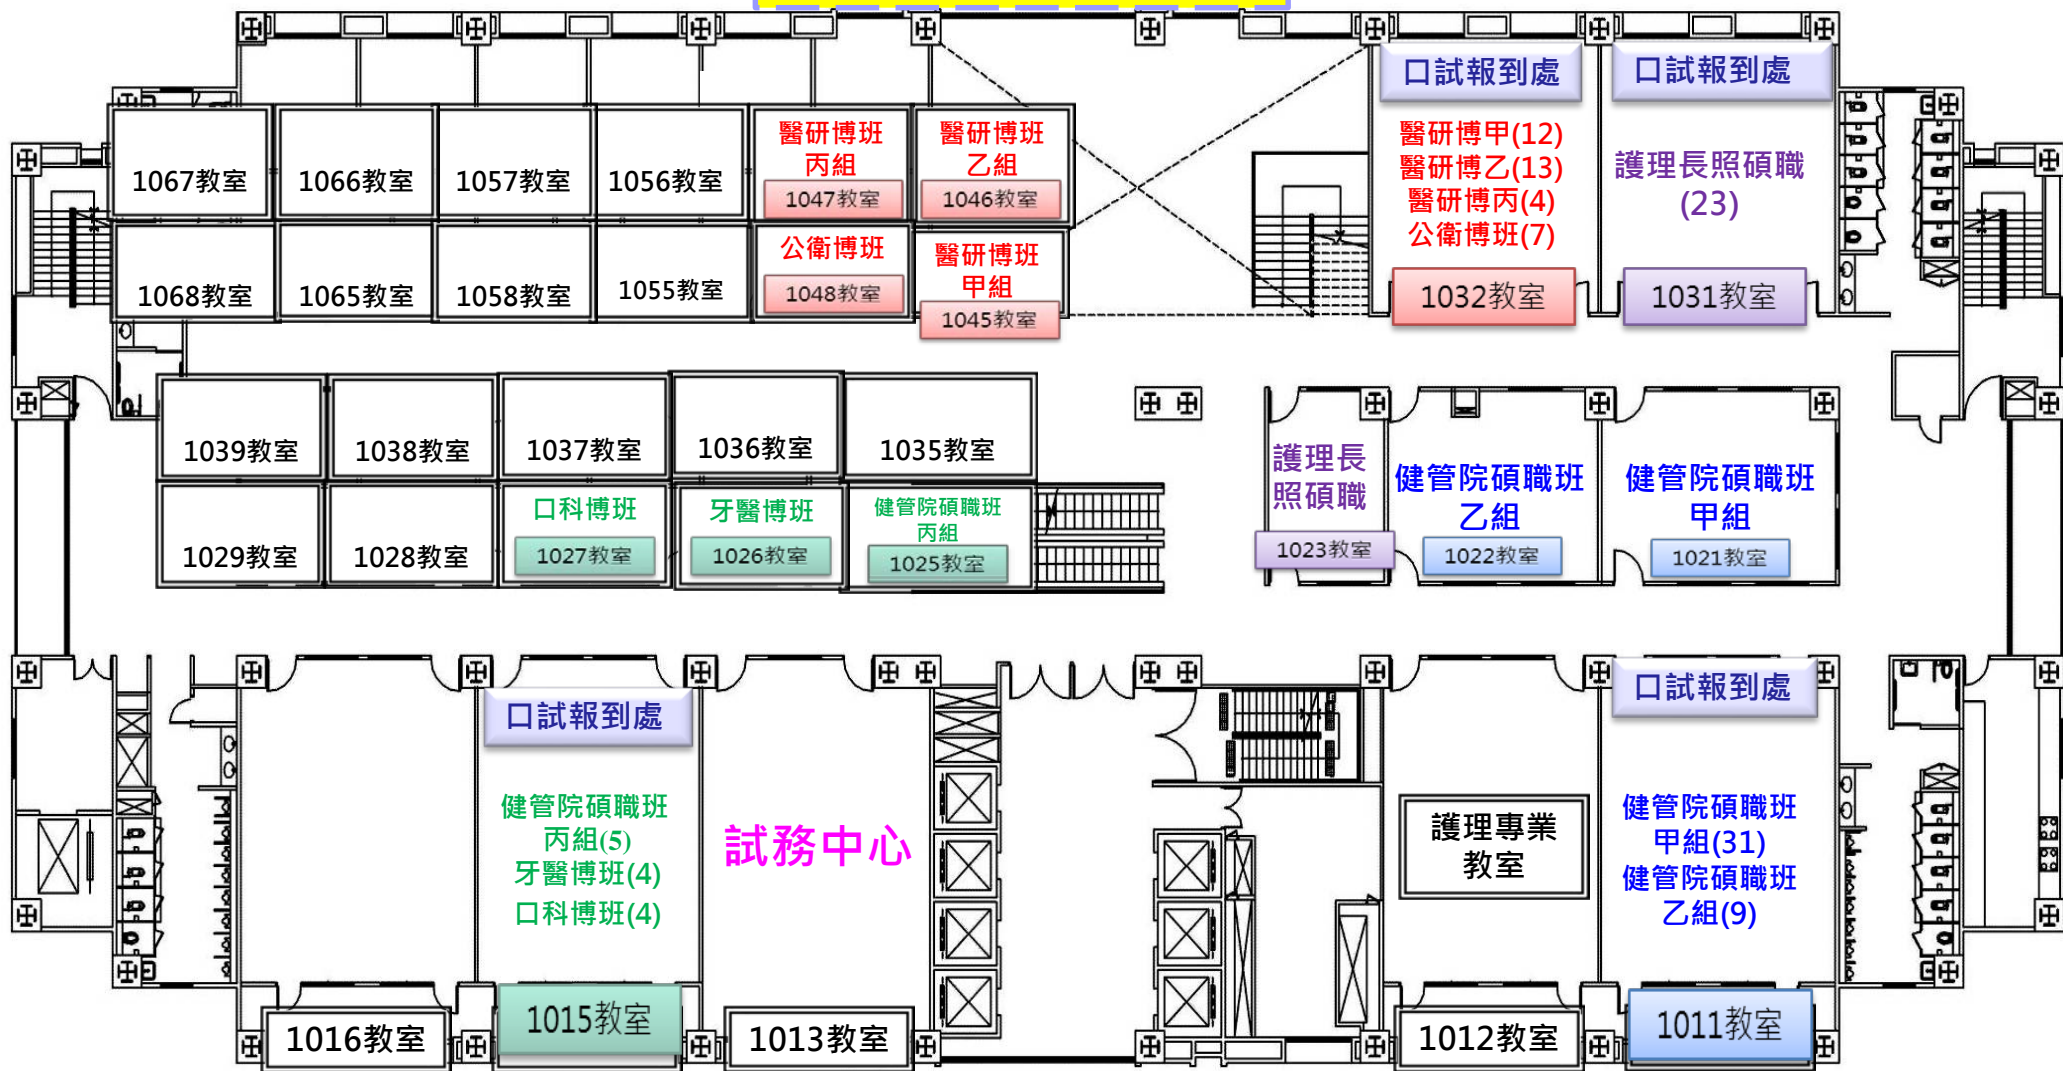 口試報到處
口試報到處
醫研博甲(12)
醫研博乙(13)
醫研博丙(4)
公衛博班(7)
護理長照碩職
(23)
1032教室
1031教室
1067教室
1066教室
1057教室
1056教室
醫研博班
丙組
1047教室
醫研博班
乙組
1046教室
1068教室
1065教室
1058教室
1055教室
公衛博班
1048教室
醫研博班
甲組
1045教室
1039教室
1038教室
1037教室
1036教室
1035教室
1029教室
1028教室
口科博班
1027教室
牙醫博班
1026教室
健管院碩職班
丙組
1025教室
護理長
照碩職
1023教室
健管院碩職班
乙組
1022教室
健管院碩職班
甲組
1021教室
口試報到處
健管院碩職班
丙組(5)
牙醫博班(4)
口科博班(4)
試務中心
護理專業
教室
口試報到處
健管院碩職班
甲組(31)
健管院碩職班
乙組(9)
1016教室
1015教室
1013教室
1012教室
1011教室